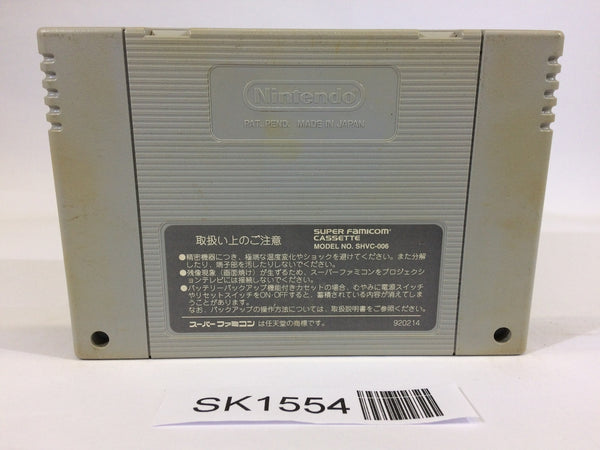 Nintendo
PAT. PEND. MADE IN JAPAN
取扱い上のご注意
SUPER FAMICOM
CASSETTE
MODEL NO. SHVC-006
●精密機器につき、極端な温度変化やショックを避けてください。また分解
したり、端子部を汚したりしないでください。
●残像現象(画面焼け)が生ずるため、スーパーファミコンをプロジェクシ
ョンテレビには接続しないでください。
●バッテリーバックアップ機能付きカセットの場合、むやみに電源スイッチ
やリセットスイッチをON・OFFすると、蓄積されている内容が消えてしま
うことがあります。
なお、バックアップの操作方法については、取扱説明書をご参照ください。
スーパーファミコン は任天堂の商標です。
920214
SK1554